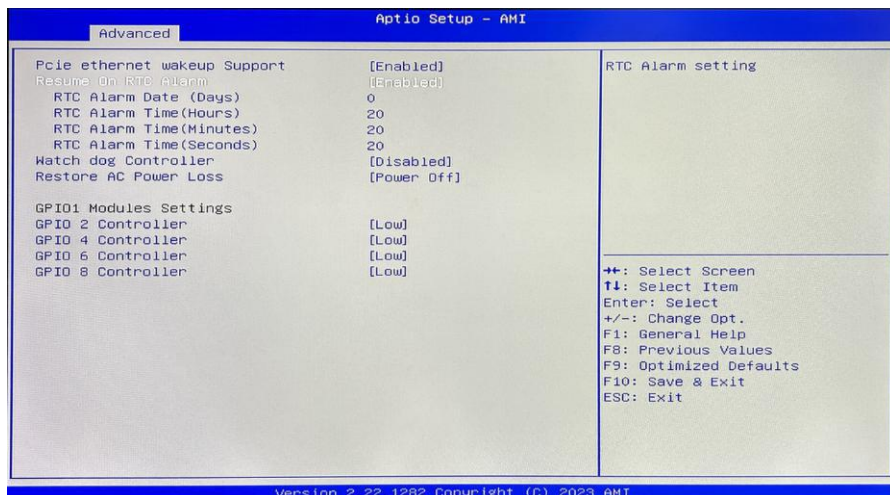 Aptio Setup – AMI
Advanced
Pcie ethernet wakeup Support [Enabled]
Resume On RTC Alarm [Enabled]
RTC Alarm Date (Days) 0
RTC Alarm Time(Hours) 20
RTC Alarm Time(Minutes) 20
RTC Alarm Time(Seconds) 20
Watch dog Controller [Disabled]
Restore AC Power Loss [Power Off]
GPIO1 Modules Settings
GPIO 2 Controller [Low]
GPIO 4 Controller [Low]
GPIO 6 Controller [Low]
GPIO 8 Controller [Low]
RTC Alarm setting
→←: Select Screen
↑↓: Select Item
Enter: Select
+/-: Change Opt.
F1: General Help
F8: Previous Values
F9: Optimized Defaults
F10: Save & Exit
ESC: Exit
Version 2.22.1282 Copyright (C) 2023 AMI